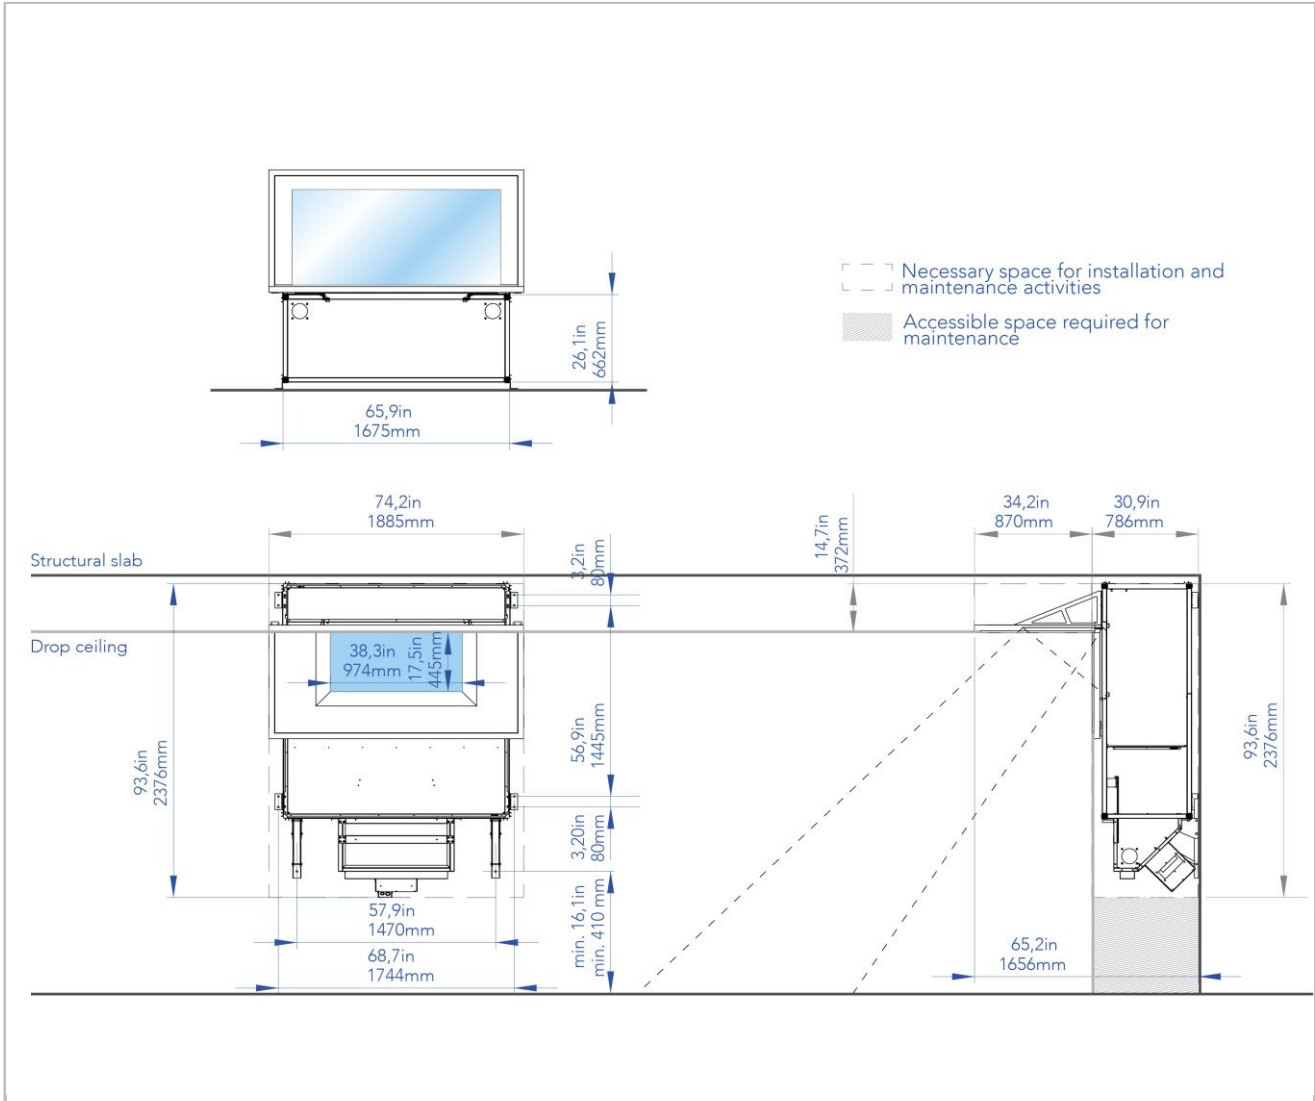 Necessary space for installation and
maintenance activities
Accessible space required for
maintenance
26,1in
662mm
65,9in
1675mm
74,2in
1885mm
3,2in
80mm
14,7in
372mm
34,2in
870mm
30,9in
786mm
Structural slab
Drop ceiling
38,3in
974mm
17,5in
445mm
56,9in
1445mm
93,6in
2376mm
93,6in
2376mm
3,20in
80mm
57,9in
1470mm
min. 16,1in
min. 410 mm
68,7in
1744mm
65,2in
1656mm